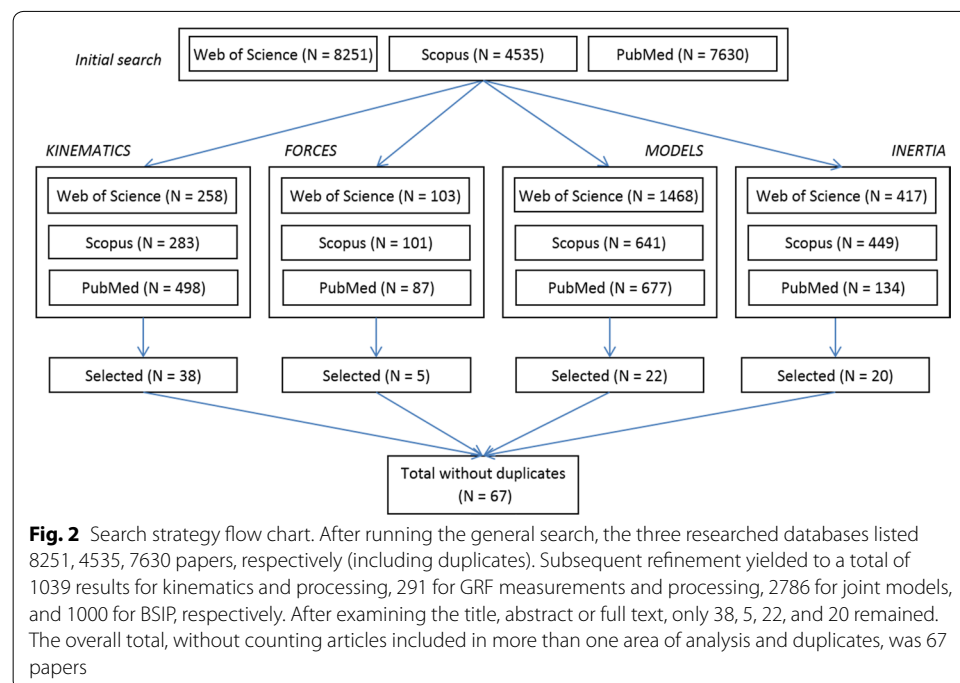 Initial search
Web of Science (N = 8251) Scopus (N = 4535) PubMed (N = 7630)
KINEMATICS FORCES MODELS INERTIA
Web of Science (N = 258) Web of Science (N = 103) Web of Science (N = 1468) Web of Science (N = 417)
Scopus (N = 283) Scopus (N = 101) Scopus (N = 641) Scopus (N = 449)
PubMed (N = 498) PubMed (N = 87) PubMed (N = 677) PubMed (N = 134)
Selected (N = 38) Selected (N = 5) Selected (N = 22) Selected (N = 20)
Total without duplicates
(N = 67)
Fig. 2 Search strategy flow chart. After running the general search, the three researched databases listed
8251, 4535, 7630 papers, respectively (including duplicates). Subsequent refinement yielded to a total of
1039 results for kinematics and processing, 291 for GRF measurements and processing, 2786 for joint models,
and 1000 for BSIP, respectively. After examining the title, abstract or full text, only 38, 5, 22, and 20 remained.
The overall total, without counting articles included in more than one area of analysis and duplicates, was 67
papers